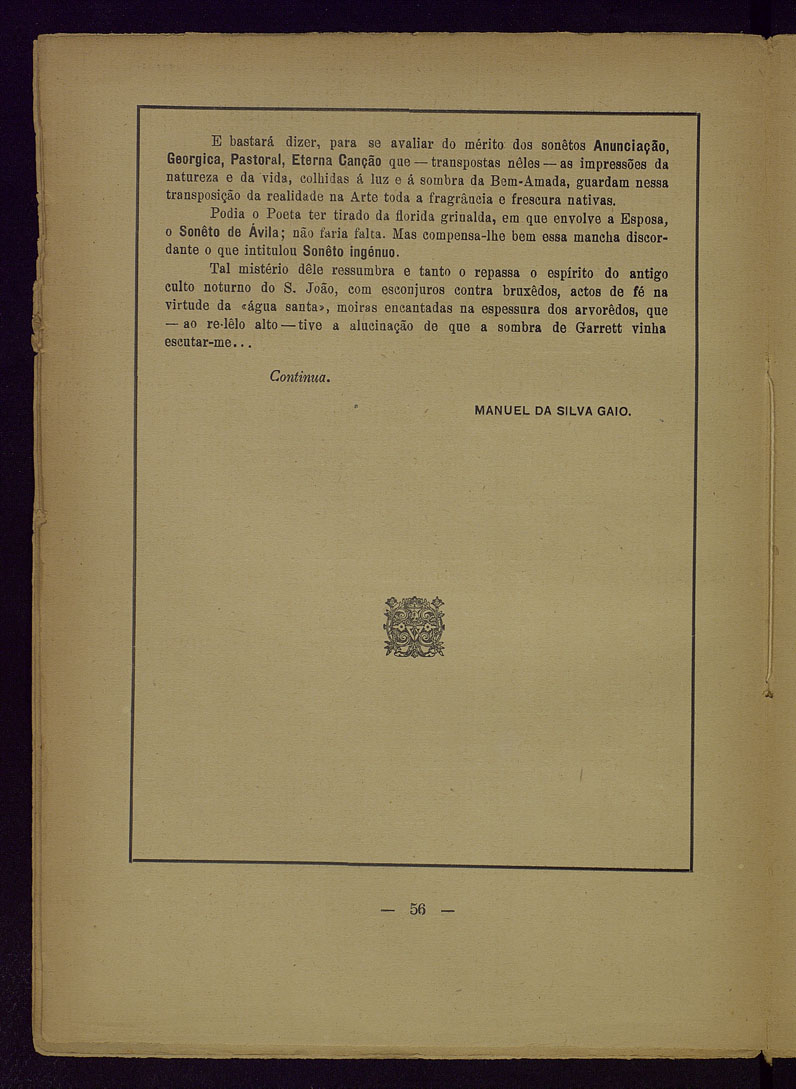 E bastará dizer, para se avaliar do mérito dos sonêtos Anunciação,
Georgica, Pastoral, Eterna Canção que — transpostas nêles — as impressões da
natureza e da vida, colhidas á luz e á sombra da Bem-Amada, guardam nessa
transposição da realidade na Arte toda a fragrância e frescura nativas.
Podia o Poeta ter tirado da florida grinalda, em que envolve a Esposa,
o Sonêto de Ávila; não faria falta. Mas compensa-lhe bem essa mancha discor-
dante o que intitulou Sonêto ingénuo.
Tal mistério dêle ressumbra e tanto o repassa o espírito do antigo
culto noturno do S. João, com esconjuros contra bruxêdos, actos de fé na
virtude da «água santa», moiras encantadas na espessura dos arvorêdos, que
— ao re-lêlo alto — tive a alucinação de que a sombra de Garrett vinha
escutar-me...
Continua.
MANUEL DA SILVA GAIO.
— 56 —